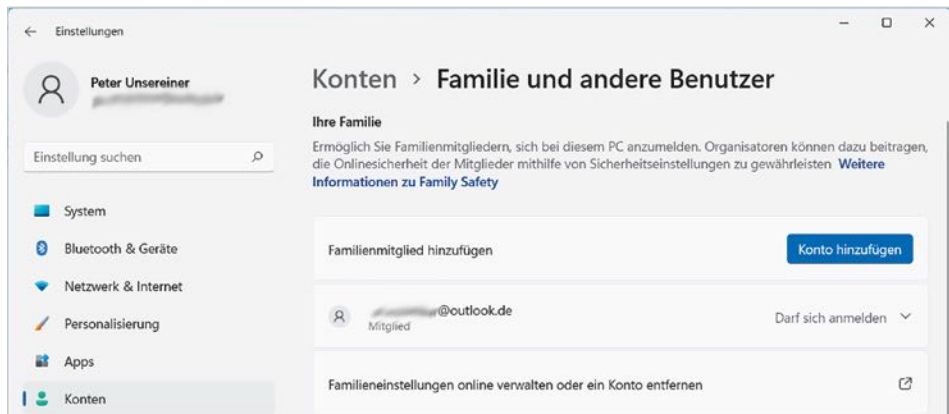 Einstellungen
Peter Unsereiner
Einstellung suchen
System
Bluetooth & Geräte
Netzwerk & Internet
Personalisierung
Apps
Konten
Konten > Familie und andere Benutzer
Ihre Familie
Ermöglich Sie Familienmitgliedern, sich bei diesem PC anzumelden. Organisatoren können dazu beitragen,
die Onlinesicherheit der Mitglieder mithilfe von Sicherheitseinstellungen zu gewährleisten Weitere
Informationen zu Family Safety
Familienmitglied hinzufügen
Konto hinzufügen
@outlook.de
Mitglied
Darf sich anmelden
Familieneinstellungen online verwalten oder ein Konto entfernen